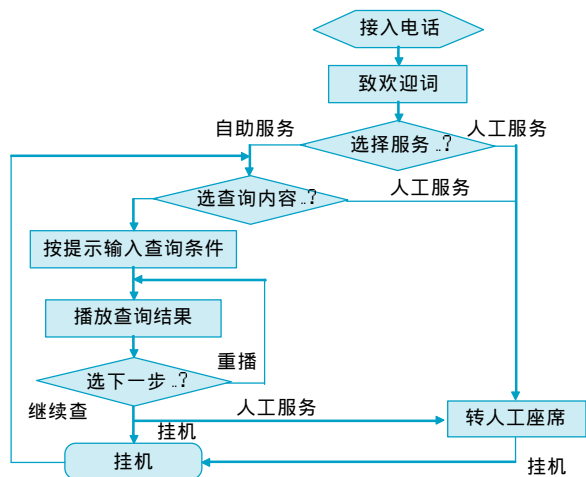 接入电话
致欢迎词
自助服务
人工服务
选择服务..?
选查询内容..?
人工服务
按提示输入查询条件
播放查询结果
重播
选下一步..?
继续查
人工服务
转人工座席
挂机
挂机
挂机